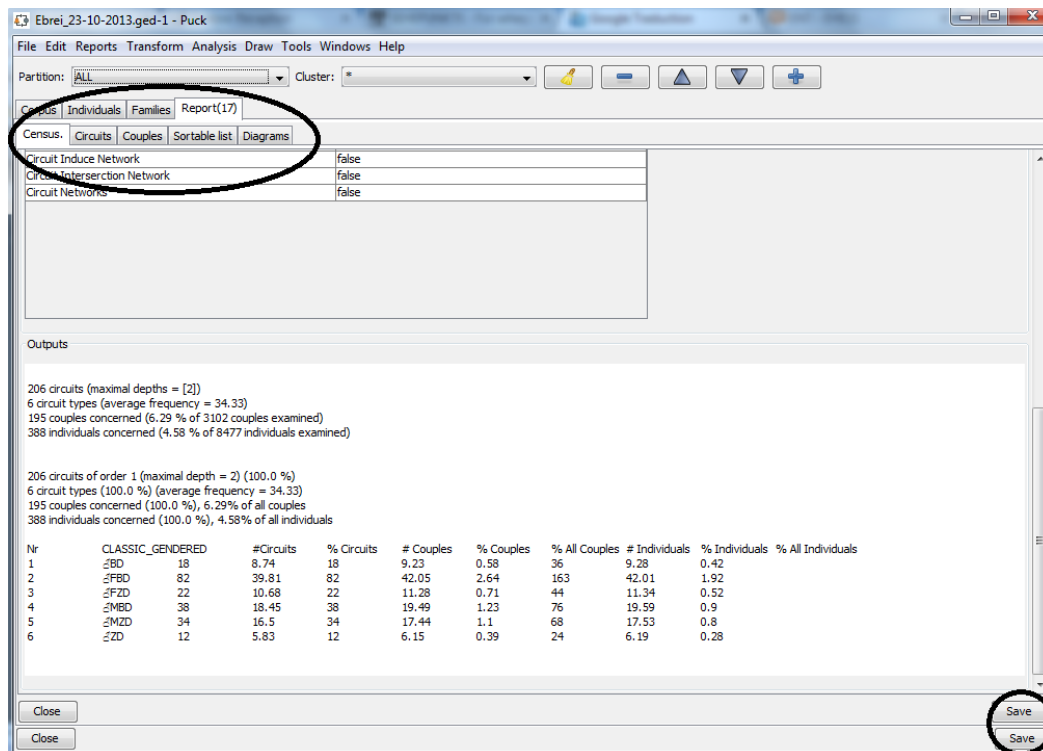 Ebrei_23-10-2013.ged-1 - Puck
File Edit Reports Transform Analysis Draw Tools Windows Help
Partition: ALL Cluster: *
Corpus Individuals Families Report(17)
Census. Circuits Couples Sortable list Diagrams
Circuit Induce Network false
Circuit Interserction Network false
Circuit Networks false
Outputs
206 circuits (maximal depths = [2])
6 circuit types (average frequency = 34.33)
195 couples concerned (6.29 % of 3102 couples examined)
388 individuals concerned (4.58 % of 8477 individuals examined)
206 circuits of order 1 (maximal depth = 2) (100.0 %)
6 circuit types (100.0 %) (average frequency = 34.33)
195 couples concerned (100.0 %), 6.29% of all couples
388 individuals concerned (100.0 %), 4.58% of all individuals
Nr CLASSIC_GENDERED #Circuits % Circuits # Couples % Couples % All Couples # Individuals % Individuals % All Individuals
1 BD 18 8.74 18 9.23 0.58 36 9.28 0.42
2 FBD 82 39.81 82 42.05 2.64 163 42.01 1.92
3 FZD 22 10.68 22 11.28 0.71 44 11.34 0.52
4 MBD 38 18.45 38 19.49 1.23 76 19.59 0.9
5 MZD 34 16.5 34 17.44 1.1 68 17.53 0.8
6 ZD 12 5.83 12 6.15 0.39 24 6.19 0.28
Close Save
Close Save